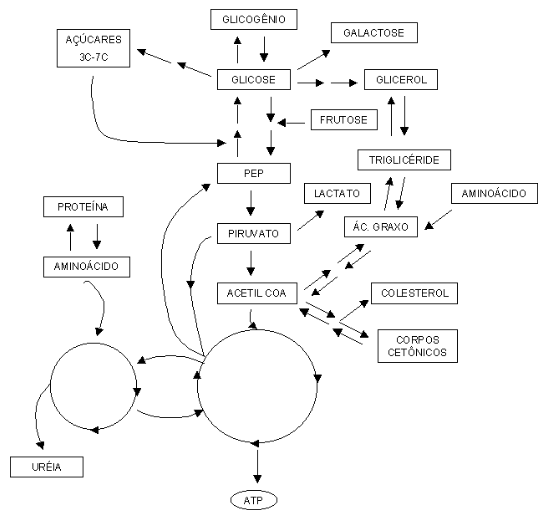 GLICOGÊNIO
GALACTOSE
AÇÚCARES
3C-7C
GLICOSE
GLICEROL
FRUTOSE
TRIGLICÉRIDE
PEP
LACTATO
AMINOÁCIDO
PROTEÍNA
PIRUVATO
ÁC. GRAXO
AMINOÁCIDO
ACETIL COA
COLESTEROL
CORPOS
CETÔNICOS
URÉIA
ATP